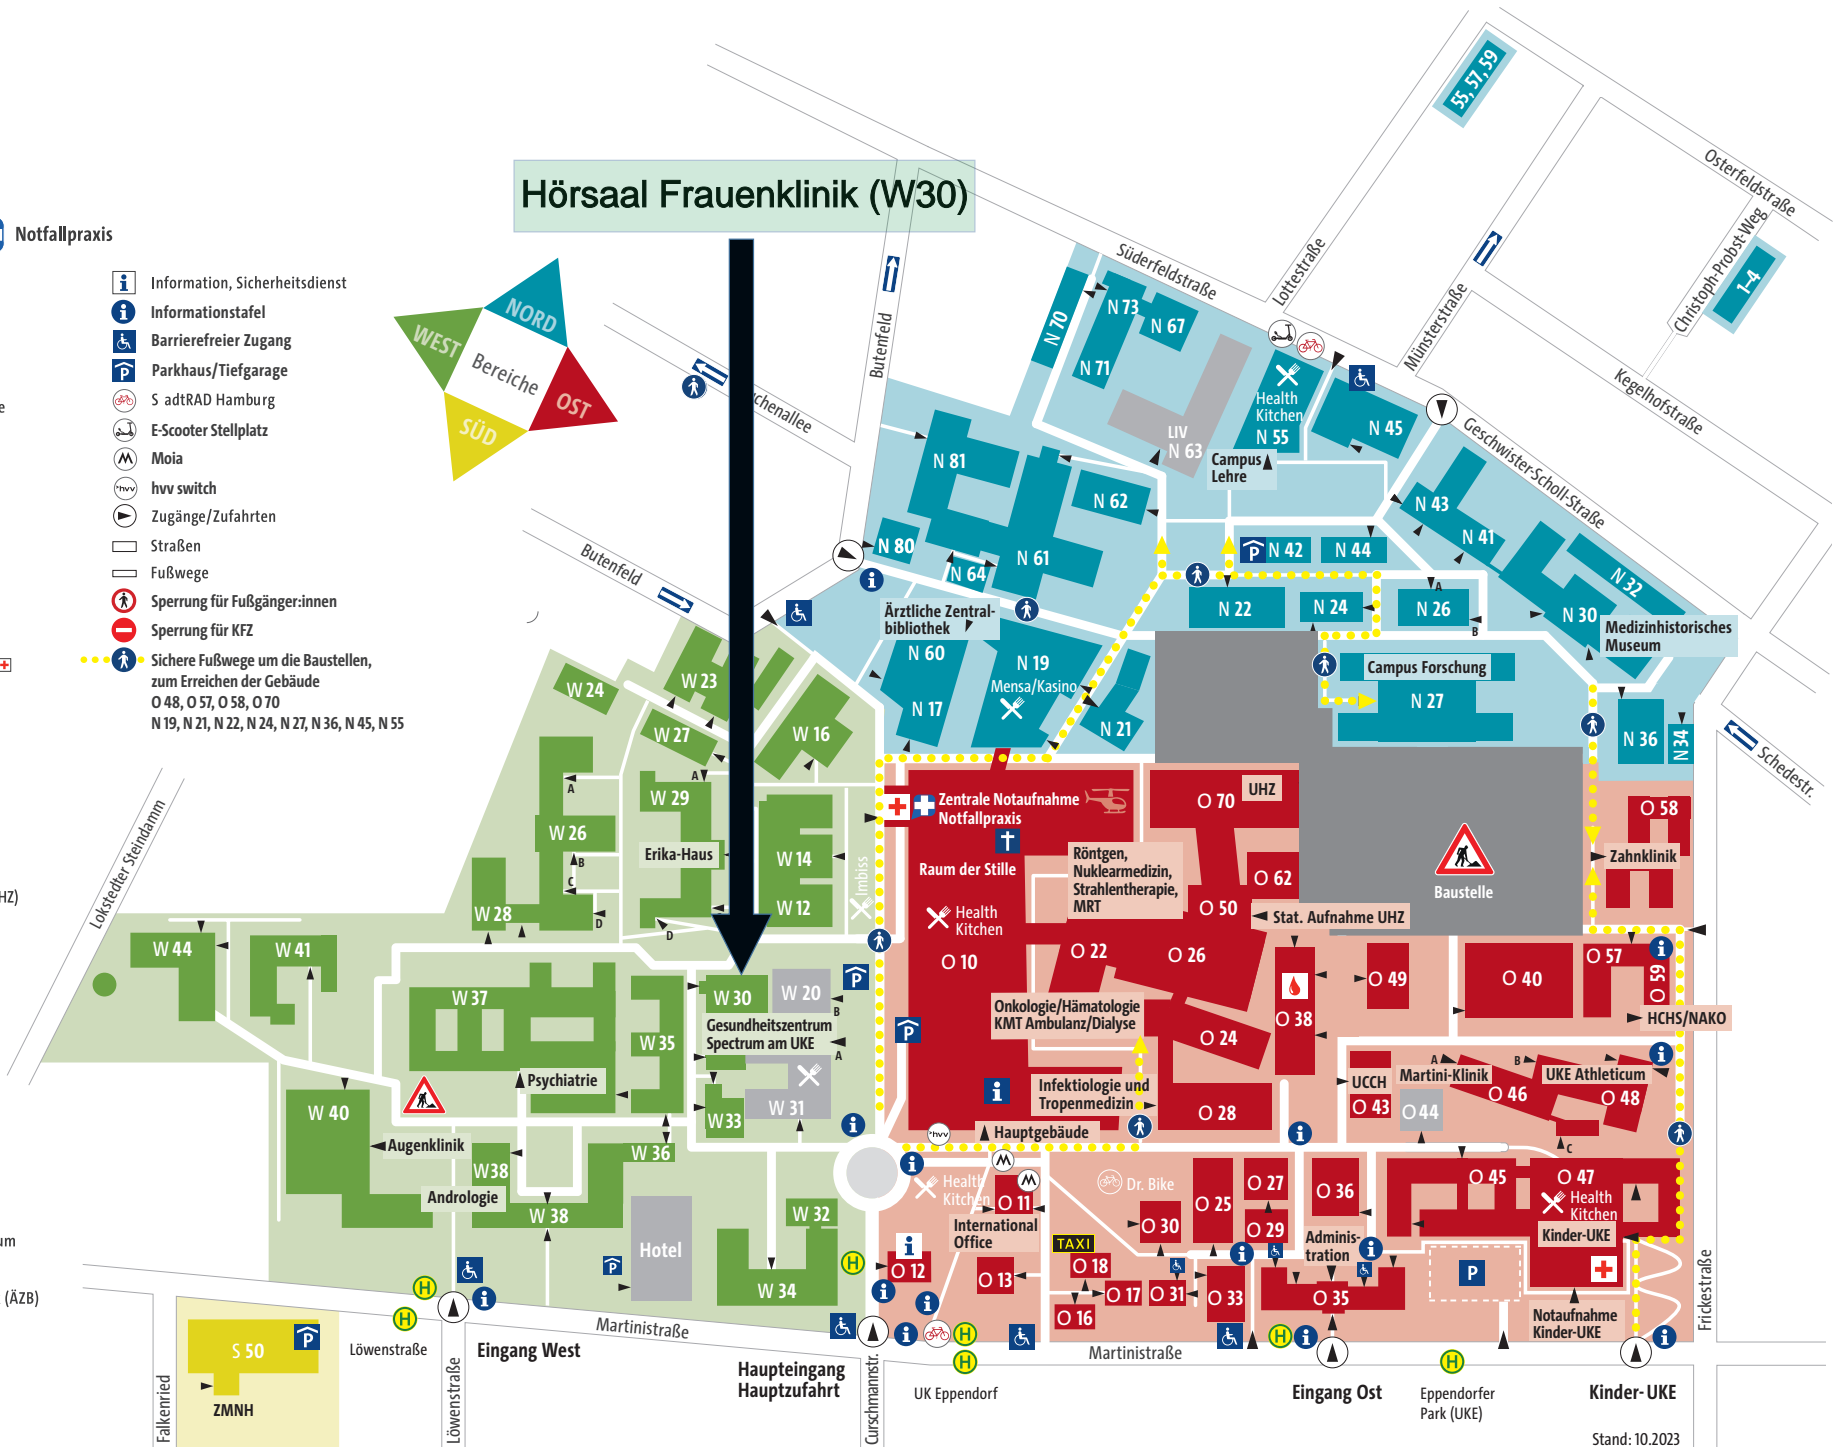 Hörsaal Frauenklinik (W30)
Notfallpraxis
Information, Sicherheitsdienst
Informationstafel
Barrierefreier Zugang
Parkhaus/Tiefgarage
S adtRAD Hamburg
E-Scooter Stellplatz
Moia
hvv switch
Zugänge/Zufahrten
Straßen
Fußwege
Sperrung für Fußgänger:innen
Sperrung für KFZ
Sichere Fußwege um die Baustellen,
zum Erreichen der Gebäude
O 48, O 57, O 58, O 70
N 19, N 21, N 22, N 24, N 27, N 36, N 45, N 55
e
HZ)
um
(ÄZB)
NORD
WEST
Bereiche
OST
SÜD
55, 57, 59
Osterfeldstraße
Christoph-Probst-Weg
1–4
Süderfeldstraße
Lottestraße
Münsterstraße
Kegelhofstraße
Geschwister-Scholl-Straße
Butenfeld
chenallee
Butenfeld
Lokstedter Steindamm
Schedestr.
Frickestraße
N 70
N 73
N 67
N 71
LIV
N 63
Health
Kitchen
N 55
N 45
Campus
Lehre
N 81
N 62
N 43
N 41
N 80
N 64
N 61
P
N 42
N 44
N 32
N 22
N 24
N 26
A
B
N 30
Medizinhistorisches
Museum
Ärztliche Zentral-
bibliothek
N 60
N 19
Mensa/Kasino
N 17
N 21
Campus Forschung
N 27
N 36
N 34
W 24
W 23
W 27
W 16
A
W 29
A
W 26
B
C
D
W 28
Erika-Haus
W 14
W 12
Imbiss
D
W 44
W 41
W 37
W 35
W 30
W 20
B
P
Gesundheitszentrum
Spectrum am UKE
A
W 31
W 33
Psychiatrie
W 40
Augenklinik
W38
W 36
Andrologie
W 38
Hotel
P
W 32
W 34
Zentrale Notaufnahme
Notfallpraxis
Raum der Stille
Health
Kitchen
O 10
O 70
UHZ
Röntgen,
Nuklearmedizin,
Strahlentherapie,
MRT
O 62
O 50
Stat. Aufnahme UHZ
O 22
O 26
Onkologie/Hämatologie
KMT Ambulanz/Dialyse
O 24
O 38
P
Infektiologie und
Tropenmedizin
O 28
Hauptgebäude
hvv
Baustelle
O 58
Zahnklinik
O 49
O 40
O 57
O 59
HCHS/NAKO
UCCH
O 43
A
Martini-Klinik
B
UKE Athleticum
O 44
O 46
O 48
C
Health
Kitchen
O 11
International
Office
O 12
O 13
Dr. Bike
O 30
O 25
O 27
O 29
O 36
Adminis-
tration
TAXI
O 18
O 17
O 16
O 31
O 33
O 35
O 45
O 47
Health
Kitchen
Kinder-UKE
P
Notaufnahme
Kinder-UKE
H
H
H
H
H
H
H
Martinistraße
Martinistraße
S 50
P
ZMNH
Falkenried
Löwenstraße
Löwenstraße
Eingang West
Haupteingang
Hauptzufahrt
Curschmannstr.
UK Eppendorf
Eingang Ost
Eppendorfer
Park (UKE)
Kinder-UKE
Stand: 10.2023